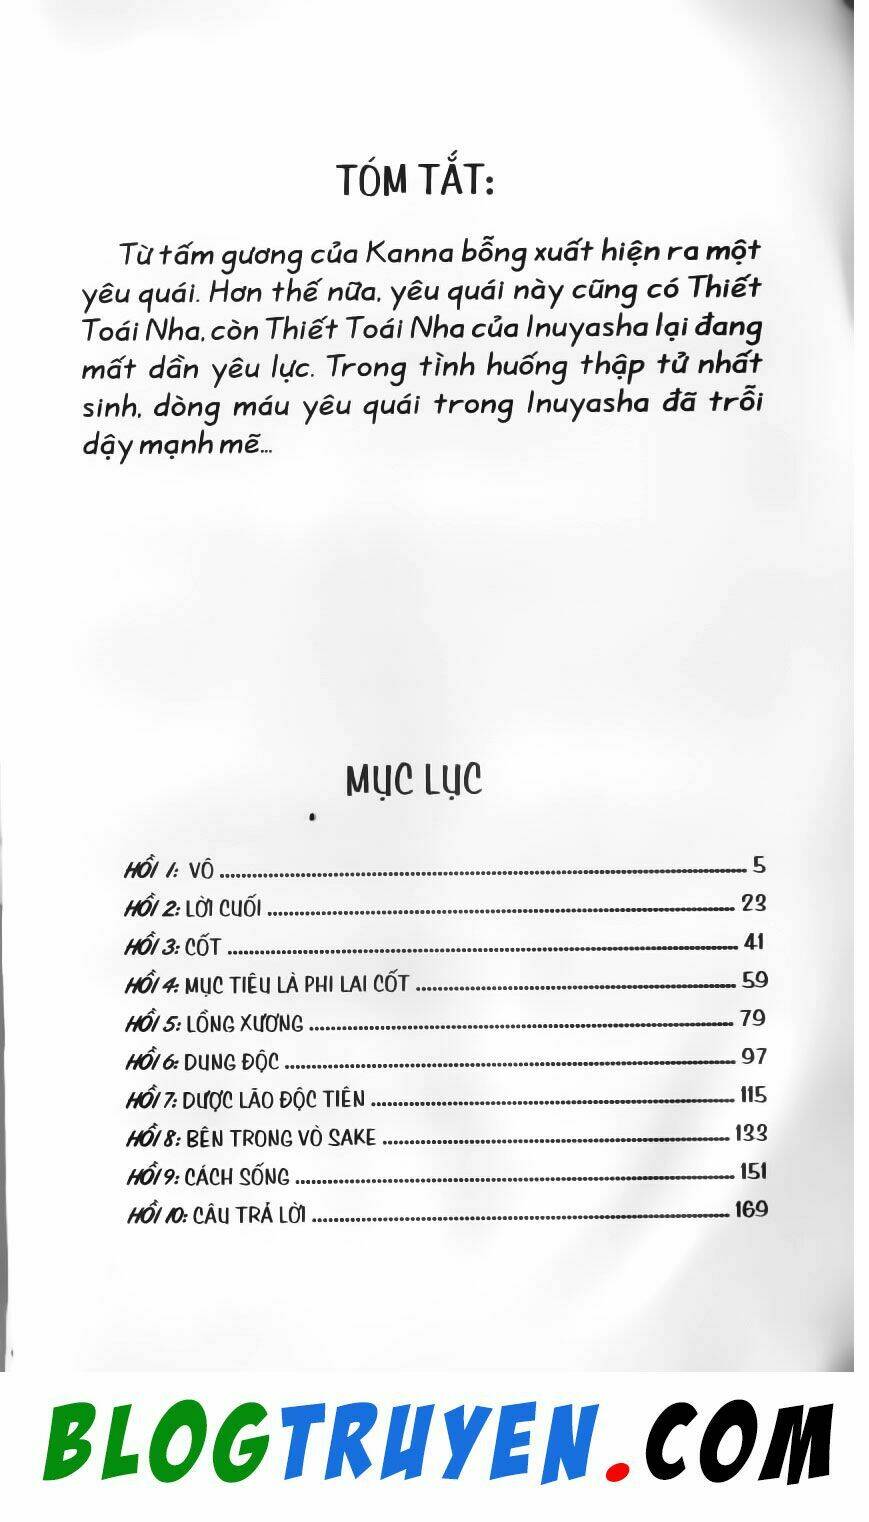 TÓM TẮT:
Từ tấm gương của Kanna bỗng xuất hiện ra một
yêu quái. Hơn thế nữa, yêu quái này cũng có Thiết
Toái Nha, còn Thiết Toái Nha của Inuyasha lại đang
mất dần yêu lực. Trong tình huống thập tử nhất
sinh, dòng máu yêu quái trong Inuyasha đã trỗi
dậy mạnh mẽ...
MỤC LỤC
HỒI 1: VÔ ........ 5
HỒI 2: LỜI CUỐI ........ 23
HỒI 3: CỐT ........ 41
HỒI 4: MỤC TIÊU LÀ PHI LAI CỐT ........ 59
HỒI 5: LỒNG XƯƠNG ........ 79
HỒI 6: DUNG ĐỘC ........ 97
HỒI 7: DƯỢC LÃO ĐỘC TIÊN ........ 115
HỒI 8: BÊN TRONG VÒ SAKE ........ 133
HỒI 9: CÁCH SỐNG ........ 151
HỒI 10: CÂU TRẢ LỜI ........ 169
BLOGTRUYEN.COM